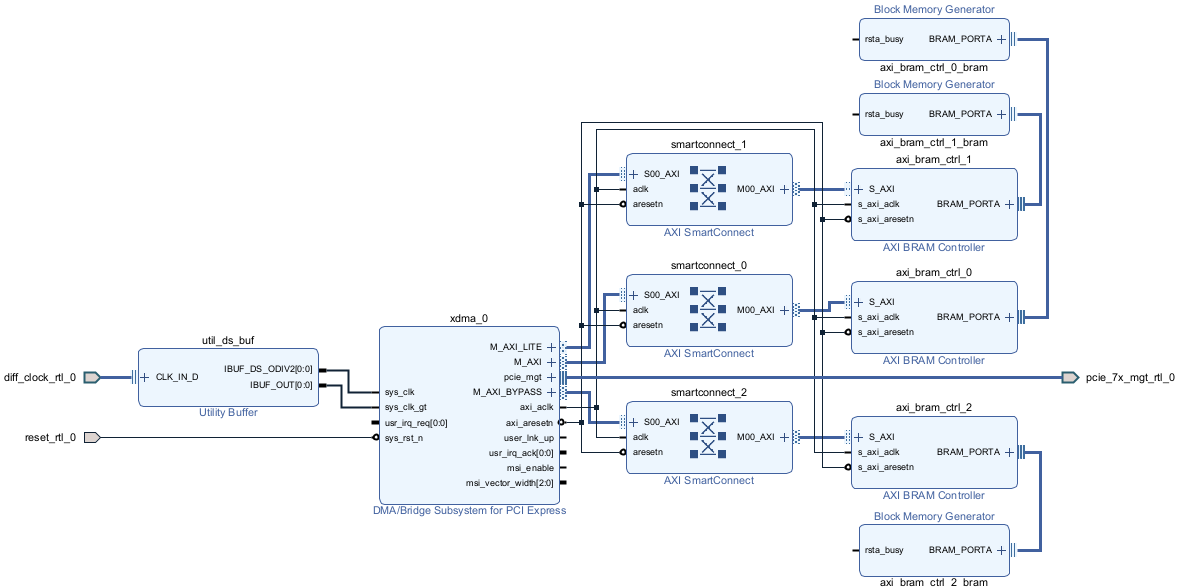 Block Memory Generator
rsta_busy BRAM_PORTA
axi_bram_ctrl_0_bram
Block Memory Generator
rsta_busy BRAM_PORTA
axi_bram_ctrl_1_bram
smartconnect_1
S00_AXI
aclk M00_AXI
aresetn
AXI SmartConnect
axi_bram_ctrl_1
S_AXI
s_axi_aclk BRAM_PORTA
s_axi_aresetn
AXI BRAM Controller
smartconnect_0
S00_AXI
aclk M00_AXI
aresetn
AXI SmartConnect
axi_bram_ctrl_0
S_AXI
s_axi_aclk BRAM_PORTA
s_axi_aresetn
AXI BRAM Controller
diff_clock_rtl_0
reset_rtl_0
util_ds_buf
CLK_IN_D
IBUF_DS_ODIV2[0:0]
IBUF_OUT[0:0]
Utility Buffer
xdma_0
sys_clk
sys_clk_gt
usr_irq_req[0:0]
sys_rst_n
M_AXI_LITE
M_AXI
pcie_mgt
M_AXI_BYPASS
axi_aclk
axi_aresetn
user_lnk_up
usr_irq_ack[0:0]
msi_enable
msi_vector_width[2:0]
DMA/Bridge Subsystem for PCI Express
pcie_7x_mgt_rtl_0
smartconnect_2
S00_AXI
aclk M00_AXI
aresetn
AXI SmartConnect
axi_bram_ctrl_2
S_AXI
s_axi_aclk BRAM_PORTA
s_axi_aresetn
AXI BRAM Controller
Block Memory Generator
rsta_busy BRAM_PORTA
axi_bram_ctrl_2_bram